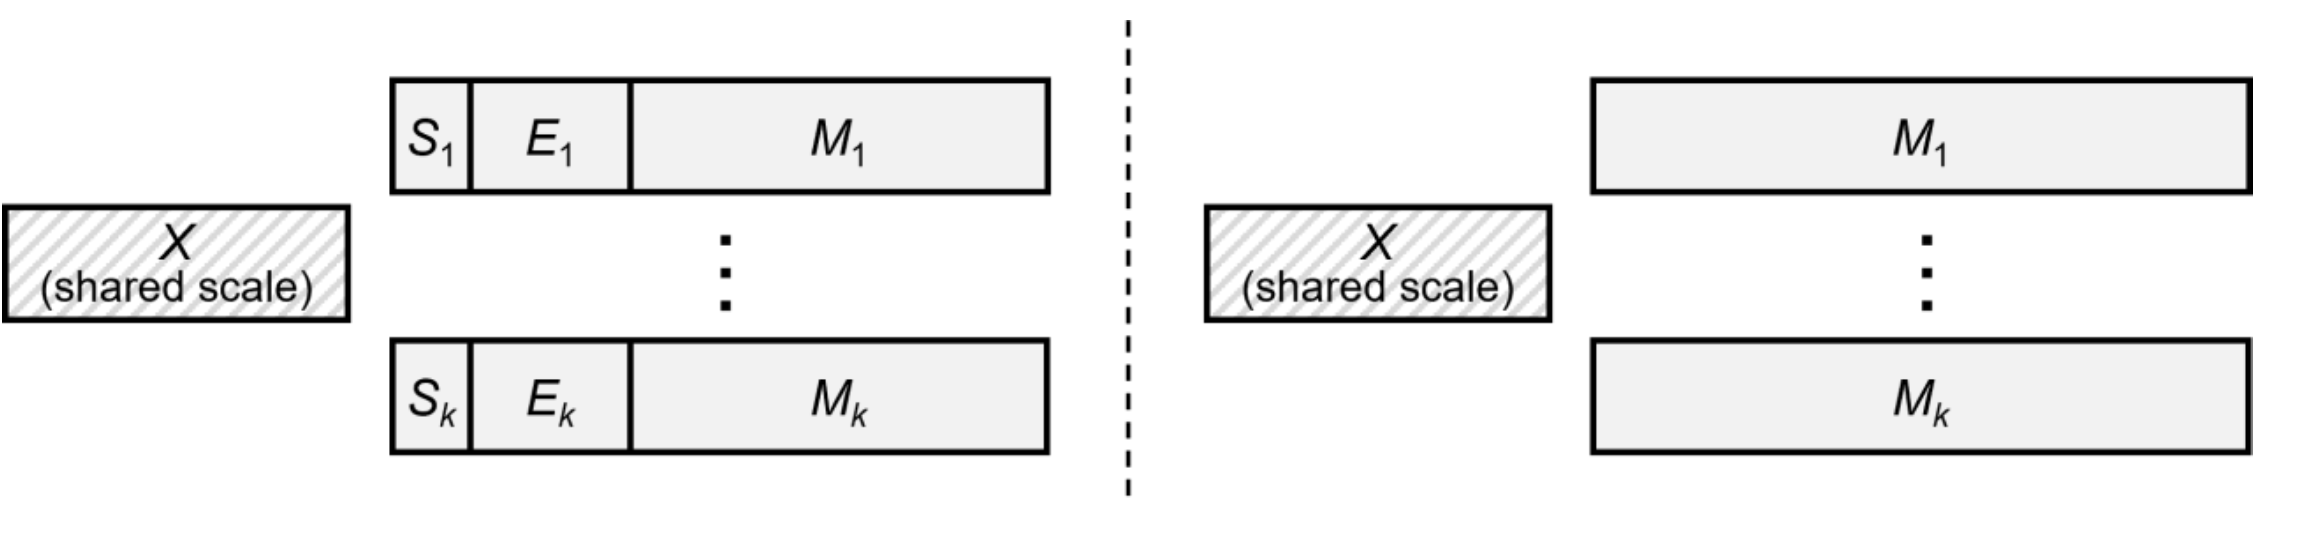 S1 E1 M1
X
(shared scale)
Sk Ek Mk
M1
X
(shared scale)
Mk